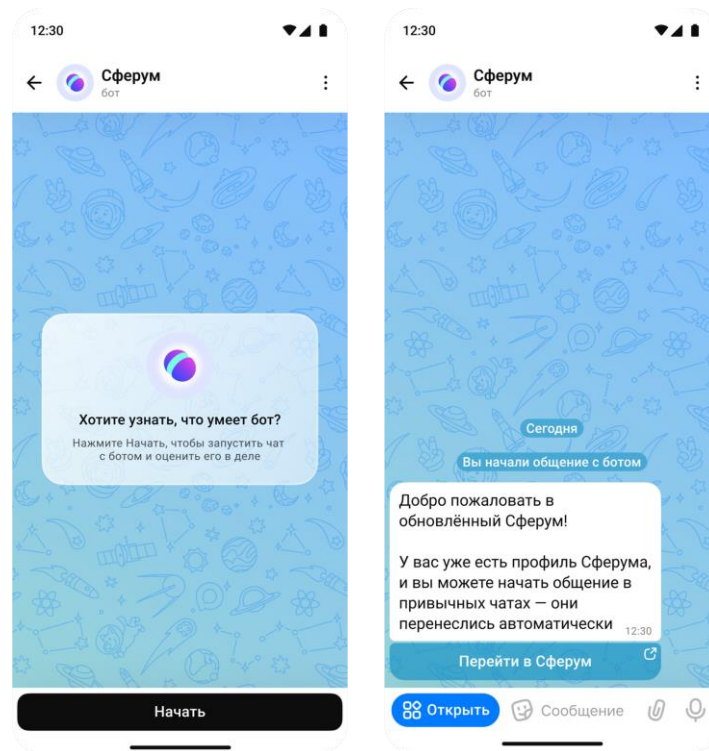 12:30
Сферум
бот
Хотите узнать, что умеет бот?
Нажмите Начать, чтобы запустить чат
с ботом и оценить его в деле
Начать
12:30
Сферум
бот
Сегодня
Вы начали общение с ботом
Добро пожаловать в
обновлённый Сферум!
У вас уже есть профиль Сферума,
и вы можете начать общение в
привычных чатах — они
перенеслись автоматически
12:30
Перейти в Сферум
Открыть
Сообщение